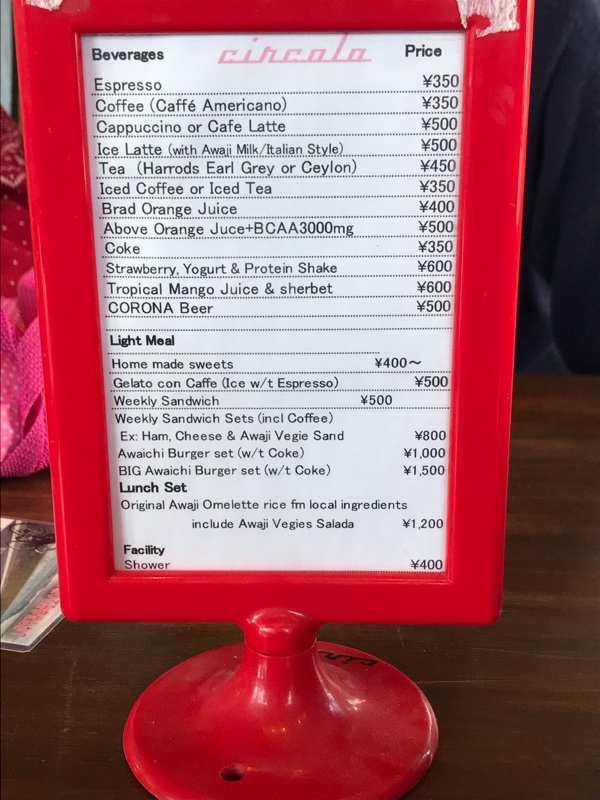 Beverages circola Price
Espresso ¥350
Coffee (Caffé Americano) ¥350
Cappuccino or Cafe Latte ¥500
Ice Latte (with Awaji Milk/Italian Style) ¥500
Tea (Harrods Earl Grey or Ceylon) ¥450
Iced Coffee or Iced Tea ¥350
Brad Orange Juice ¥400
Above Orange Juce+BCAA3000mg ¥500
Coke ¥350
Strawberry, Yogurt & Protein Shake ¥600
Tropical Mango Juice & sherbet ¥600
CORONA Beer ¥500
Light Meal
Home made sweets ¥400～
Gelato con Caffe (Ice w/t Espresso) ¥500
Weekly Sandwich ¥500
Weekly Sandwich Sets (incl Coffee)
Ex: Ham, Cheese & Awaji Vegie Sand ¥800
Awaichi Burger set (w/t Coke) ¥1,000
BIG Awaichi Burger set (w/t Coke) ¥1,500
Lunch Set
Original Awaji Omelette rice fm local ingredients
include Awaji Vegies Salada ¥1,200
Facility
Shower ¥400